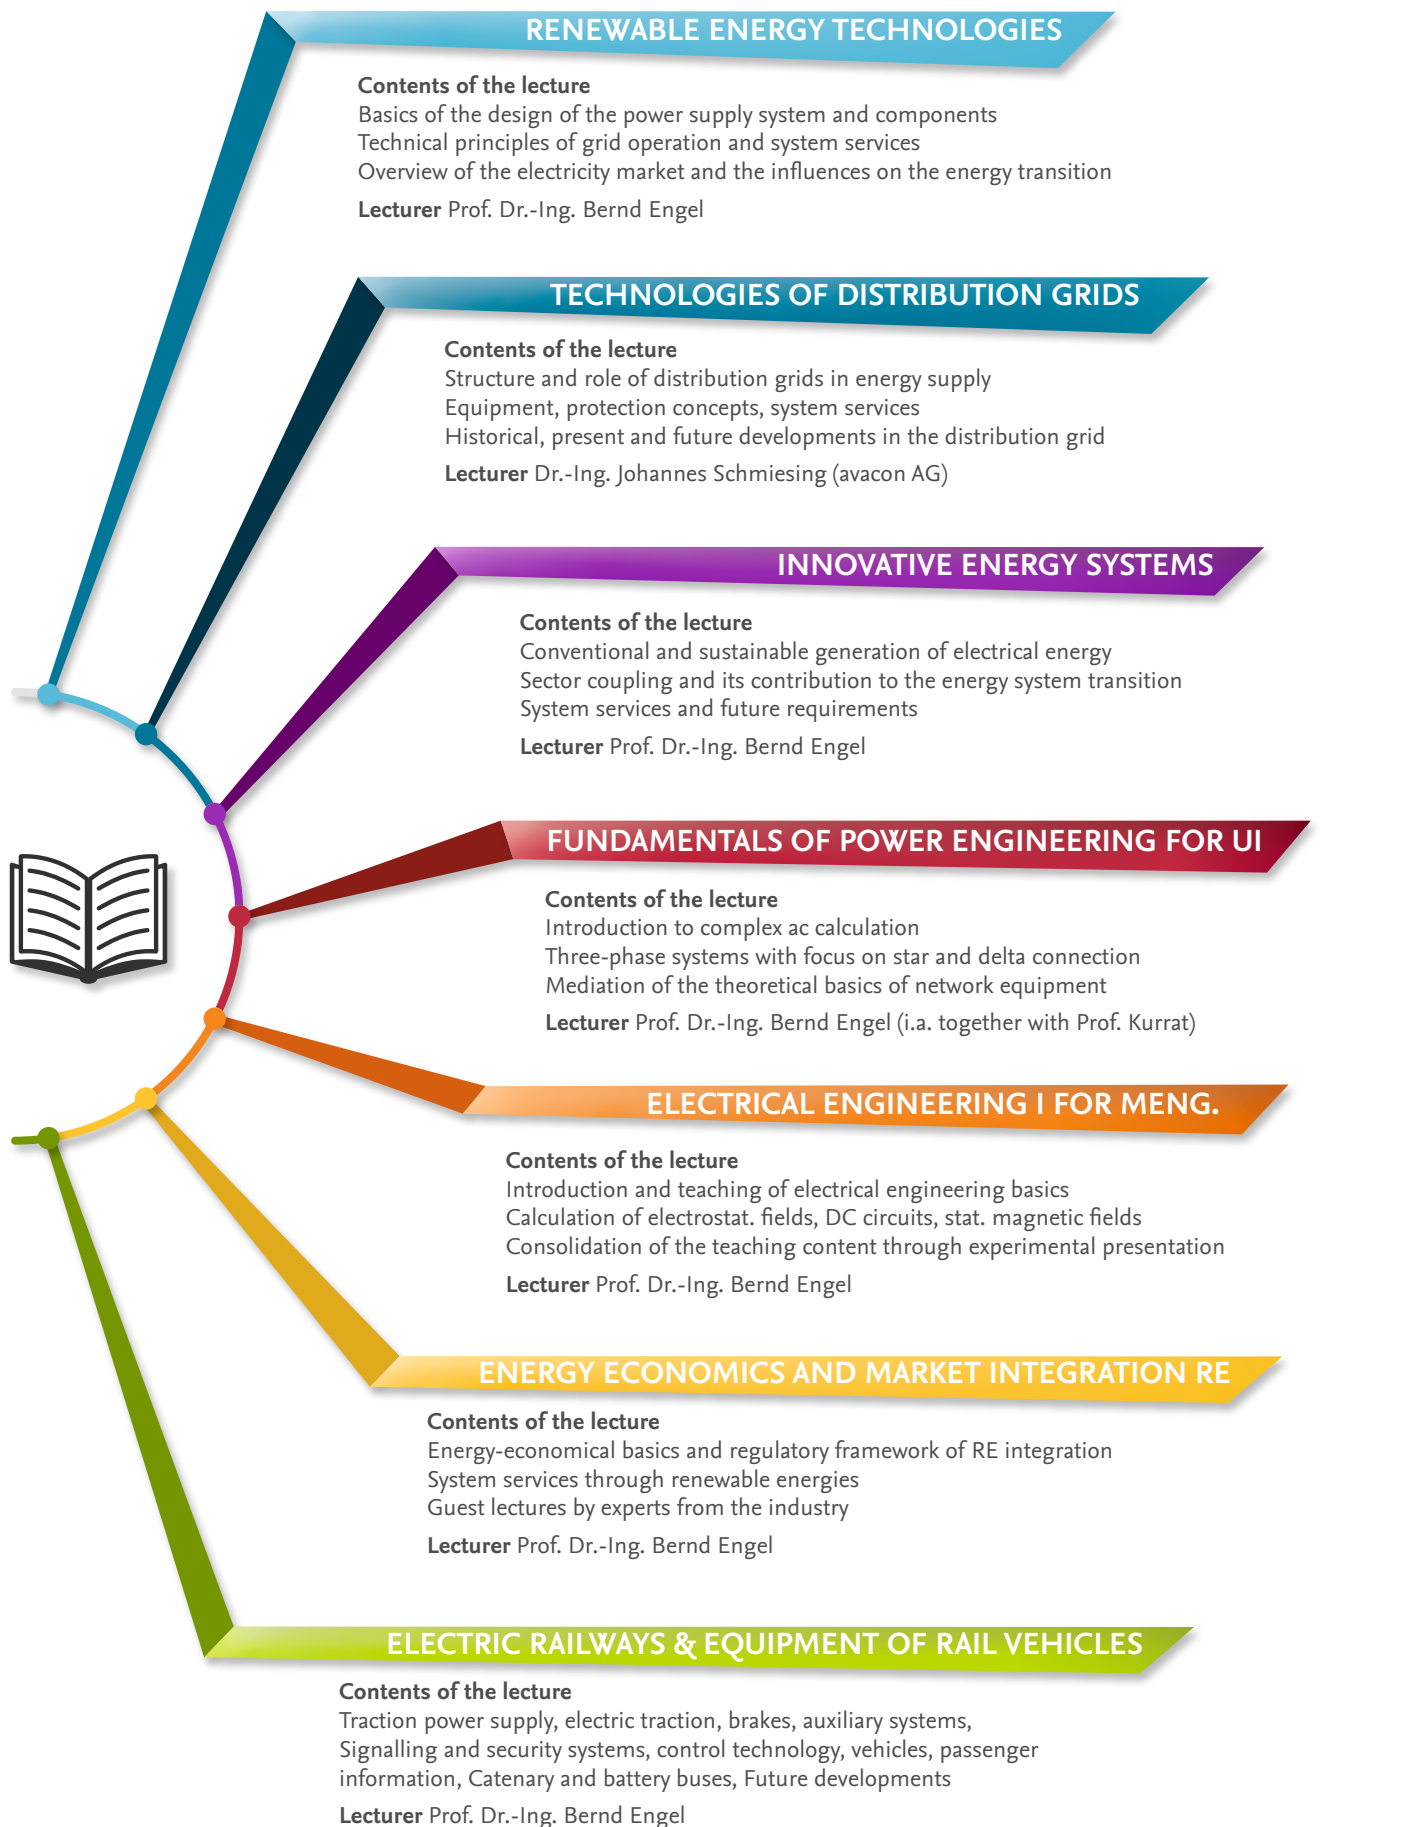 RENEWABLE ENERGY TECHNOLOGIES
Contents of the lecture
Basics of the design of the power supply system and components
Technical principles of grid operation and system services
Overview of the electricity market and the influences on the energy transition
Lecturer Prof. Dr.-Ing. Bernd Engel
TECHNOLOGIES OF DISTRIBUTION GRIDS
Contents of the lecture
Structure and role of distribution grids in energy supply
Equipment, protection concepts, system services
Historical, present and future developments in the distribution grid
Lecturer Dr.-Ing. Johannes Schmiesing (avacon AG)
INNOVATIVE ENERGY SYSTEMS
Contents of the lecture
Conventional and sustainable generation of electrical energy
Sector coupling and its contribution to the energy system transition
System services and future requirements
Lecturer Prof. Dr.-Ing. Bernd Engel
FUNDAMENTALS OF POWER ENGINEERING FOR UI
Contents of the lecture
Introduction to complex ac calculation
Three-phase systems with focus on star and delta connection
Mediation of the theoretical basics of network equipment
Lecturer Prof. Dr.-Ing. Bernd Engel (i.a. together with Prof. Kurrat)
ELECTRICAL ENGINEERING I FOR MENG.
Contents of the lecture
Introduction and teaching of electrical engineering basics
Calculation of electrostat. fields, DC circuits, stat. magnetic fields
Consolidation of the teaching content through experimental presentation
Lecturer Prof. Dr.-Ing. Bernd Engel
ENERGY ECONOMICS AND MARKET INTEGRATION RE
Contents of the lecture
Energy-economical basics and regulatory framework of RE integration
System services through renewable energies
Guest lectures by experts from the industry
Lecturer Prof. Dr.-Ing. Bernd Engel
ELECTRIC RAILWAYS & EQUIPMENT OF RAIL VEHICLES
Contents of the lecture
Traction power supply, electric traction, brakes, auxiliary systems,
Signalling and security systems, control technology, vehicles, passenger
information, Catenary and battery buses, Future developments
Lecturer Prof. Dr.-Ing. Bernd Engel